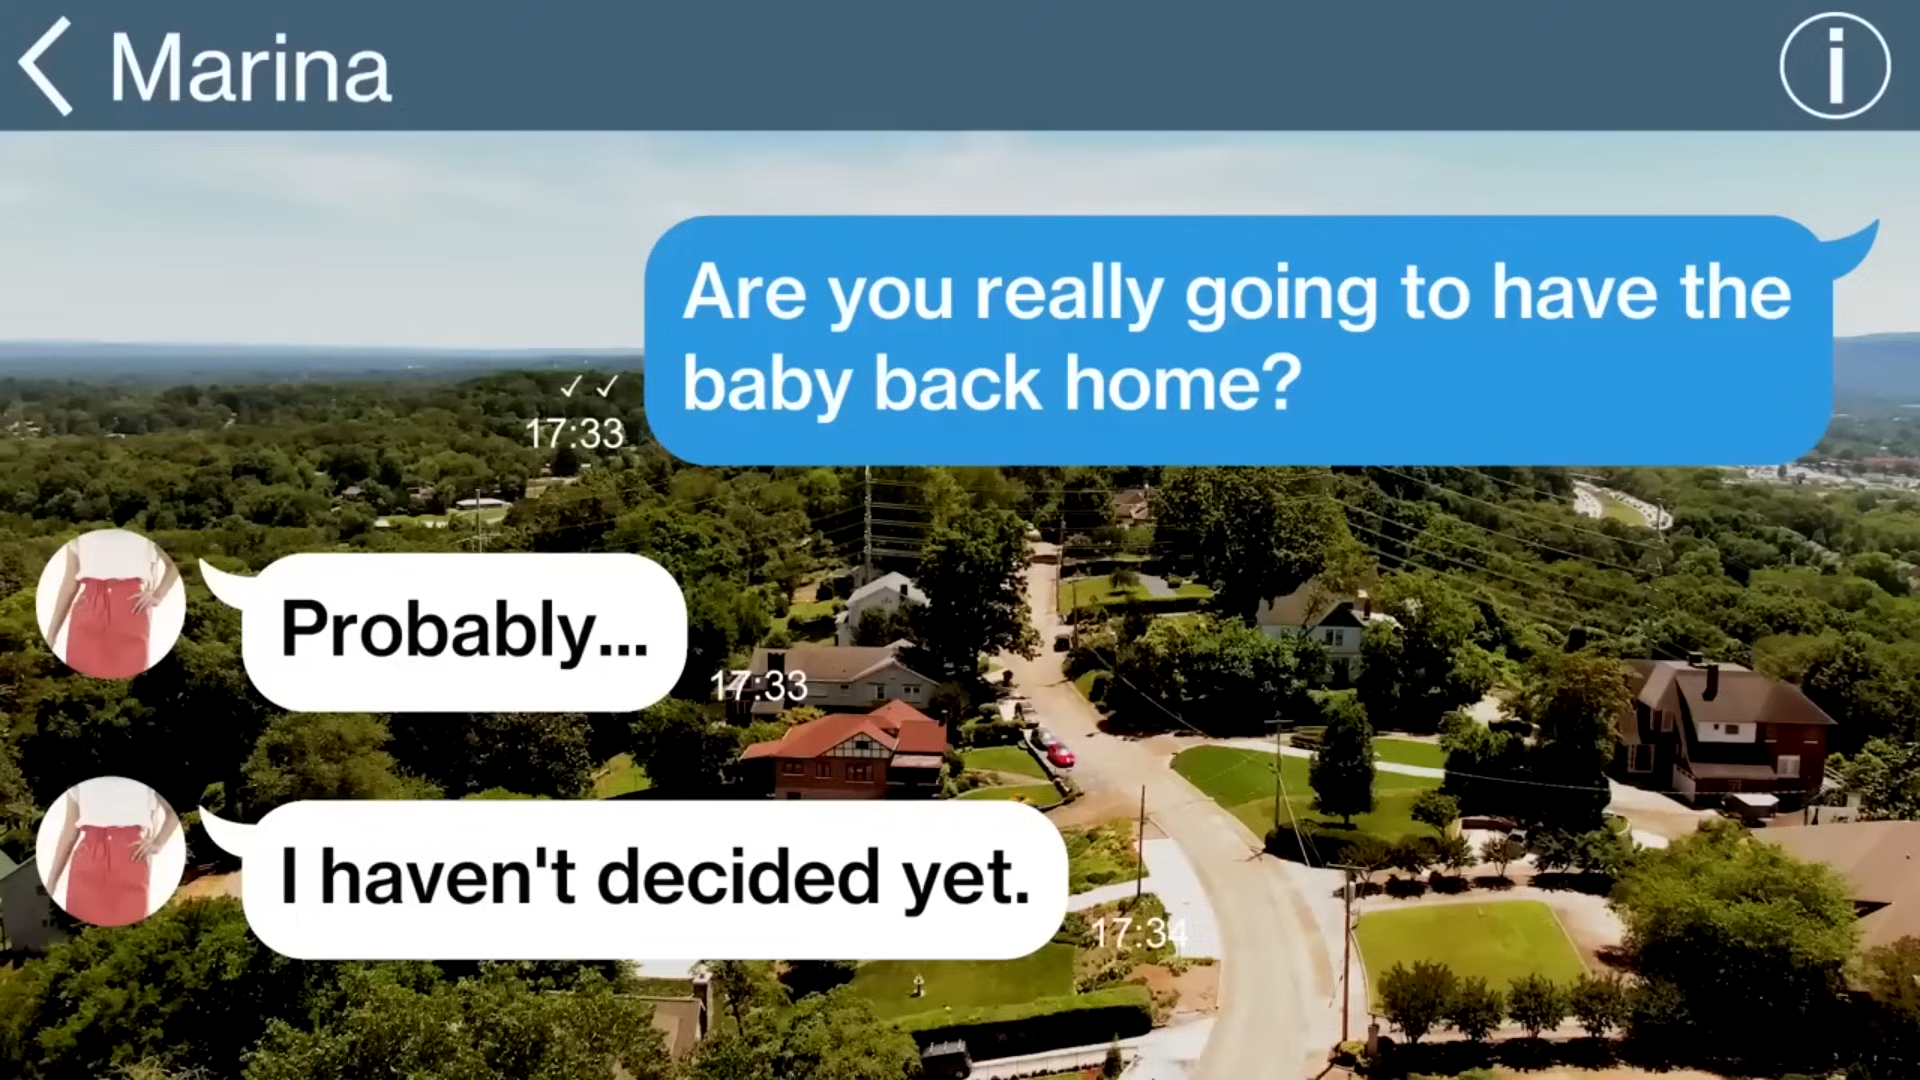 Marina
Are you really going to have the
baby back home?
17:33
Probably...
17:33
I haven't decided yet.
17:34